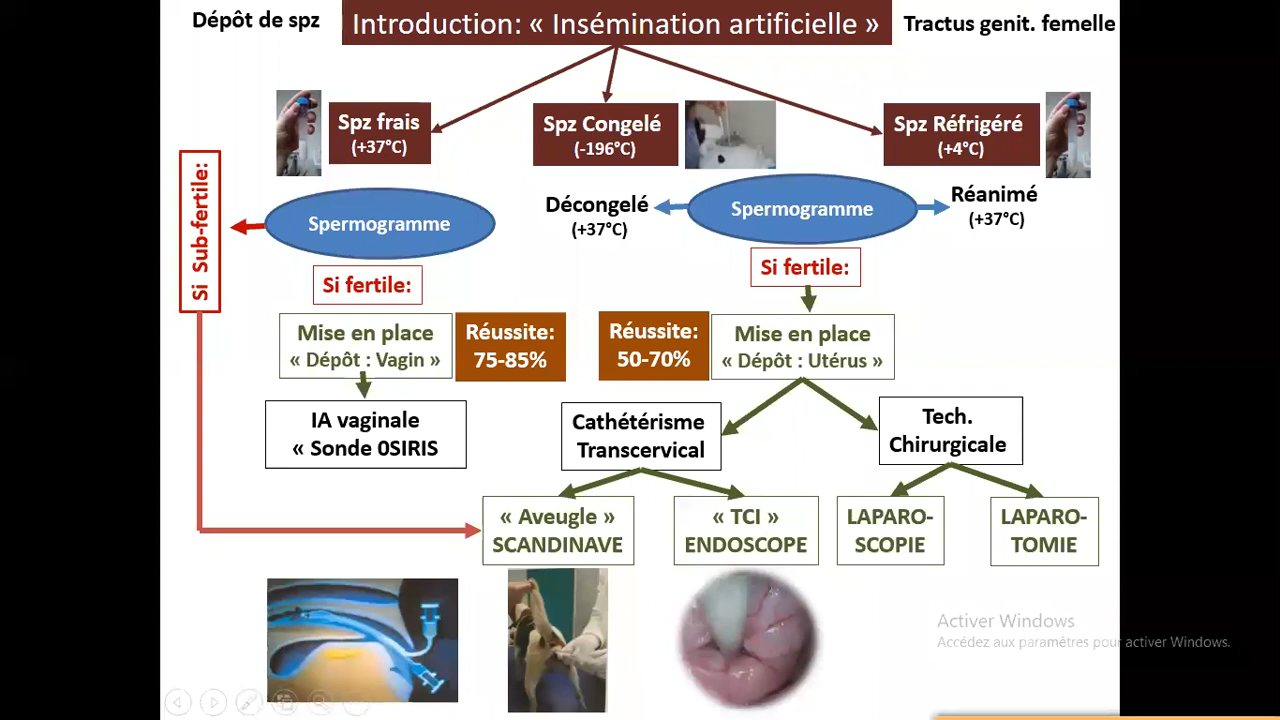 Dépôt de spz
Introduction: « Insémination artificielle »
Tractus genit. femelle
Spz frais
(+37°C)
Spz Congelé
(-196°C)
Spz Réfrigéré
(+4°C)
Si Sub-fertile:
Spermogramme
Décongelé
(+37°C)
Spermogramme
Réanimé
(+37°C)
Si fertile:
Si fertile:
Mise en place
« Dépôt : Vagin »
Réussite:
75-85%
Réussite:
50-70%
Mise en place
« Dépôt : Utérus »
IA vaginale
« Sonde 0SIRIS
Cathétérisme
Transcervical
Tech.
Chirurgicale
« Aveugle »
SCANDINAVE
« TCI »
ENDOSCOPE
LAPARO-
SCOPIE
LAPARO-
TOMIE
Activer Windows
Accédez aux paramètres pour activer Windows.